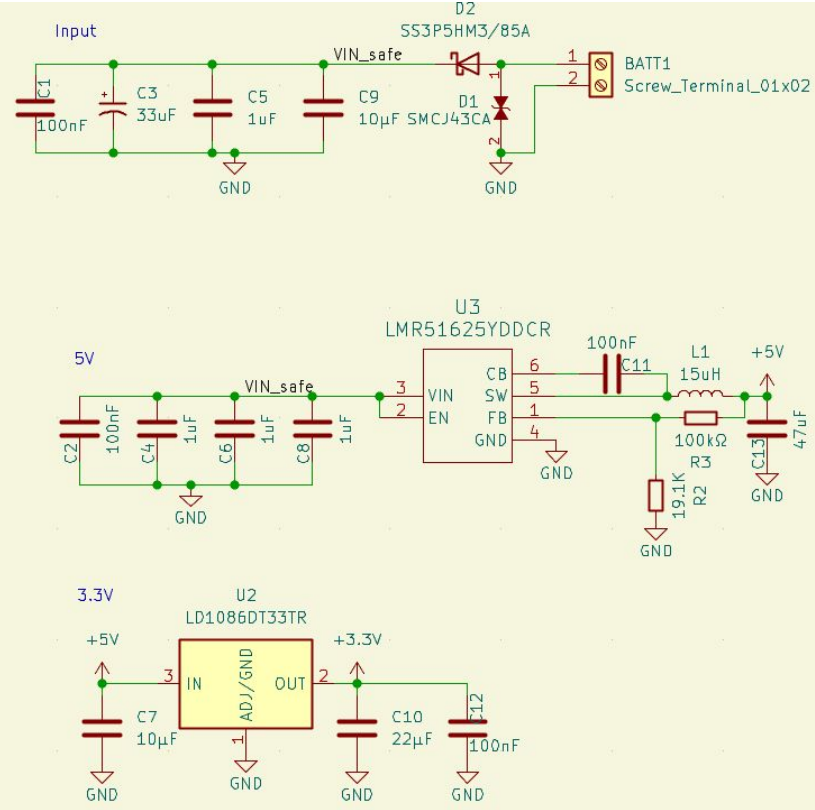 Input
D2
SS3P5HM3/85A
VIN_safe
1
BATT1
2
Screw_Terminal_01x02
C1
100nF
+
C3
33uF
C5
1uF
C9
10µF
1
D1
SMCJ43CA
2
GND
GND
5V
U3
LMR51625YDDCR
VIN_safe
3
VIN
2
EN
CB
6
SW
5
FB
1
GND
4
GND
100nF
C11
L1
15uH
+5V
100kΩ
R3
C2
100nF
C4
1uF
C6
1uF
C8
1uF
GND
19.1K
R2
GND
C13
47uF
GND
3.3V
U2
LD1086DT33TR
+5V
3
IN
ADJ/GND
OUT
2
+3.3V
1
C7
10µF
GND
GND
C10
22µF
GND
C12
100nF
GND